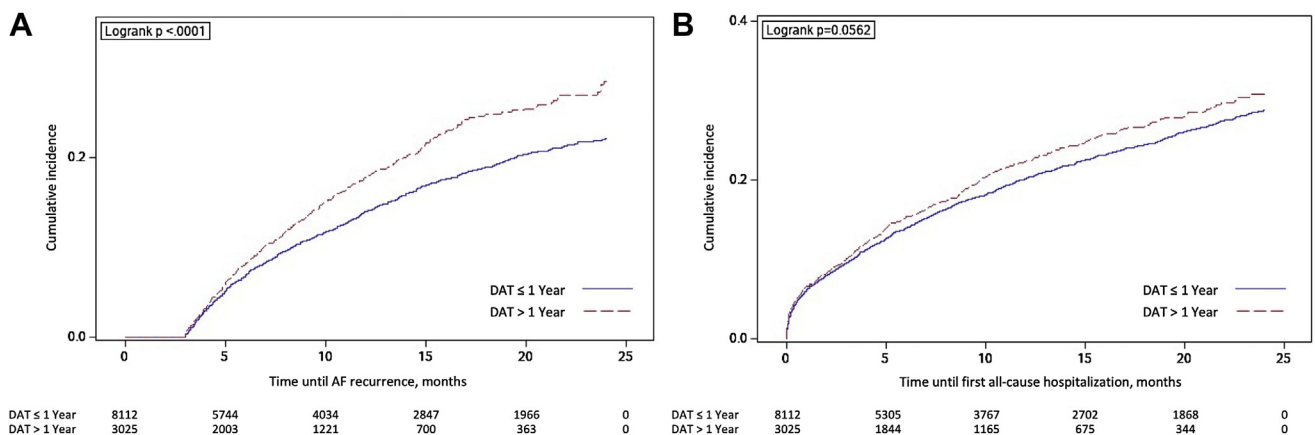 A
Logrank p <.0001
Cumulative incidence
0.2
0.0
DAT ≤ 1 Year
DAT > 1 Year
0 5 10 15 20 25
Time until AF recurrence, months
DAT ≤ 1 Year 8112 5744 4034 2847 1966 0
DAT > 1 Year 3025 2003 1221 700 363 0
B
Logrank p=0.0562
Cumulative incidence
0.4
0.2
0.0
DAT ≤ 1 Year
DAT > 1 Year
0 5 10 15 20 25
Time until first all-cause hospitalization, months
DAT ≤ 1 Year 8112 5305 3767 2702 1868 0
DAT > 1 Year 3025 1844 1165 675 344 0